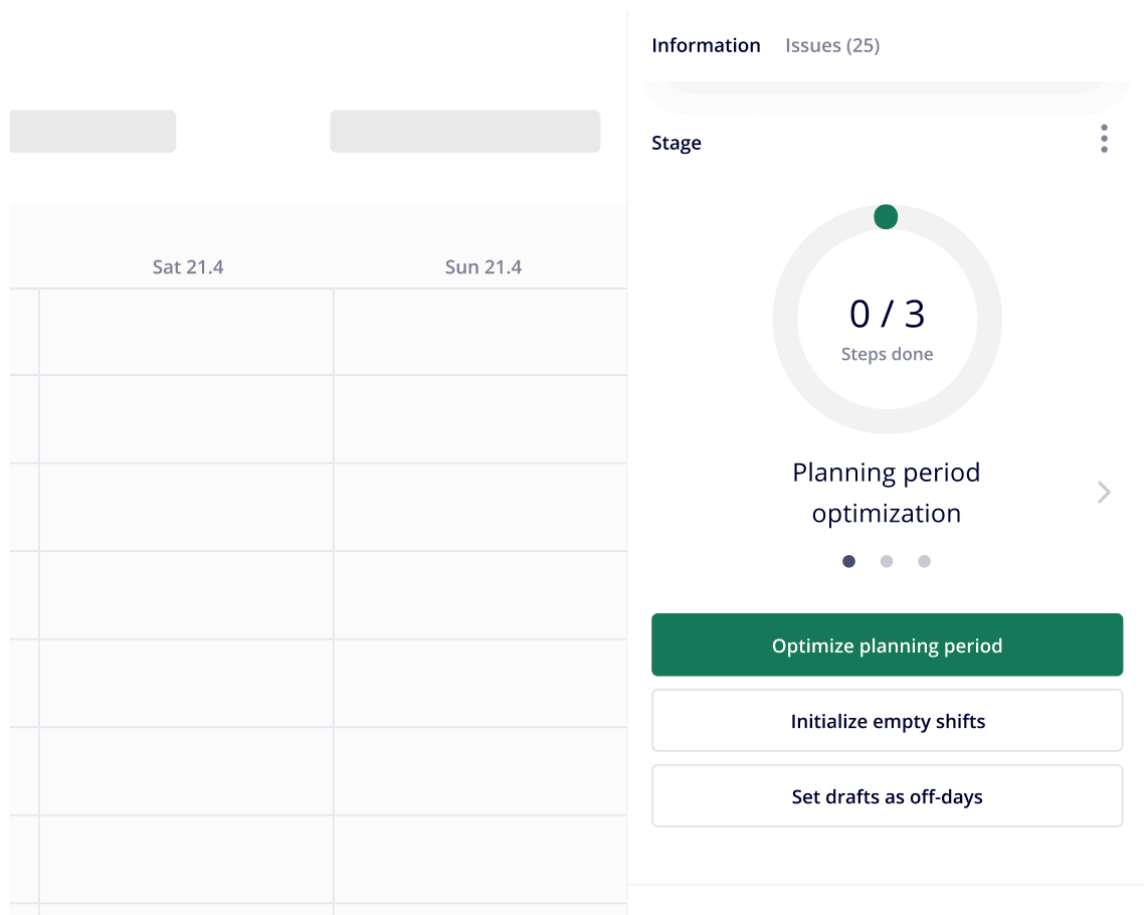 Information Issues (25)
Stage
Sat 21.4 Sun 21.4
0 / 3
Steps done
Planning period
optimization
Optimize planning period
Initialize empty shifts
Set drafts as off-days